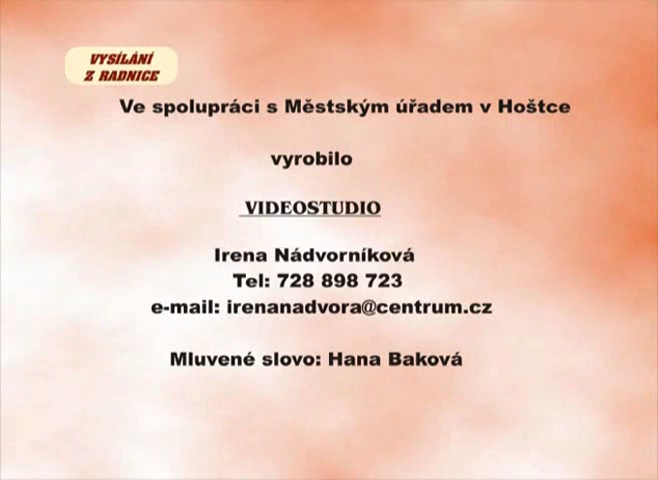 VYSÍLÁNÍ
Z RADNICE
Ve spolupráci s Městským úřadem v Hoštce
vyrobilo
VIDEOSTUDIO
Irena Nádvorníková
Tel: 728 898 723
e-mail: irenanadvora@centrum.cz
Mluvené slovo: Hana Baková